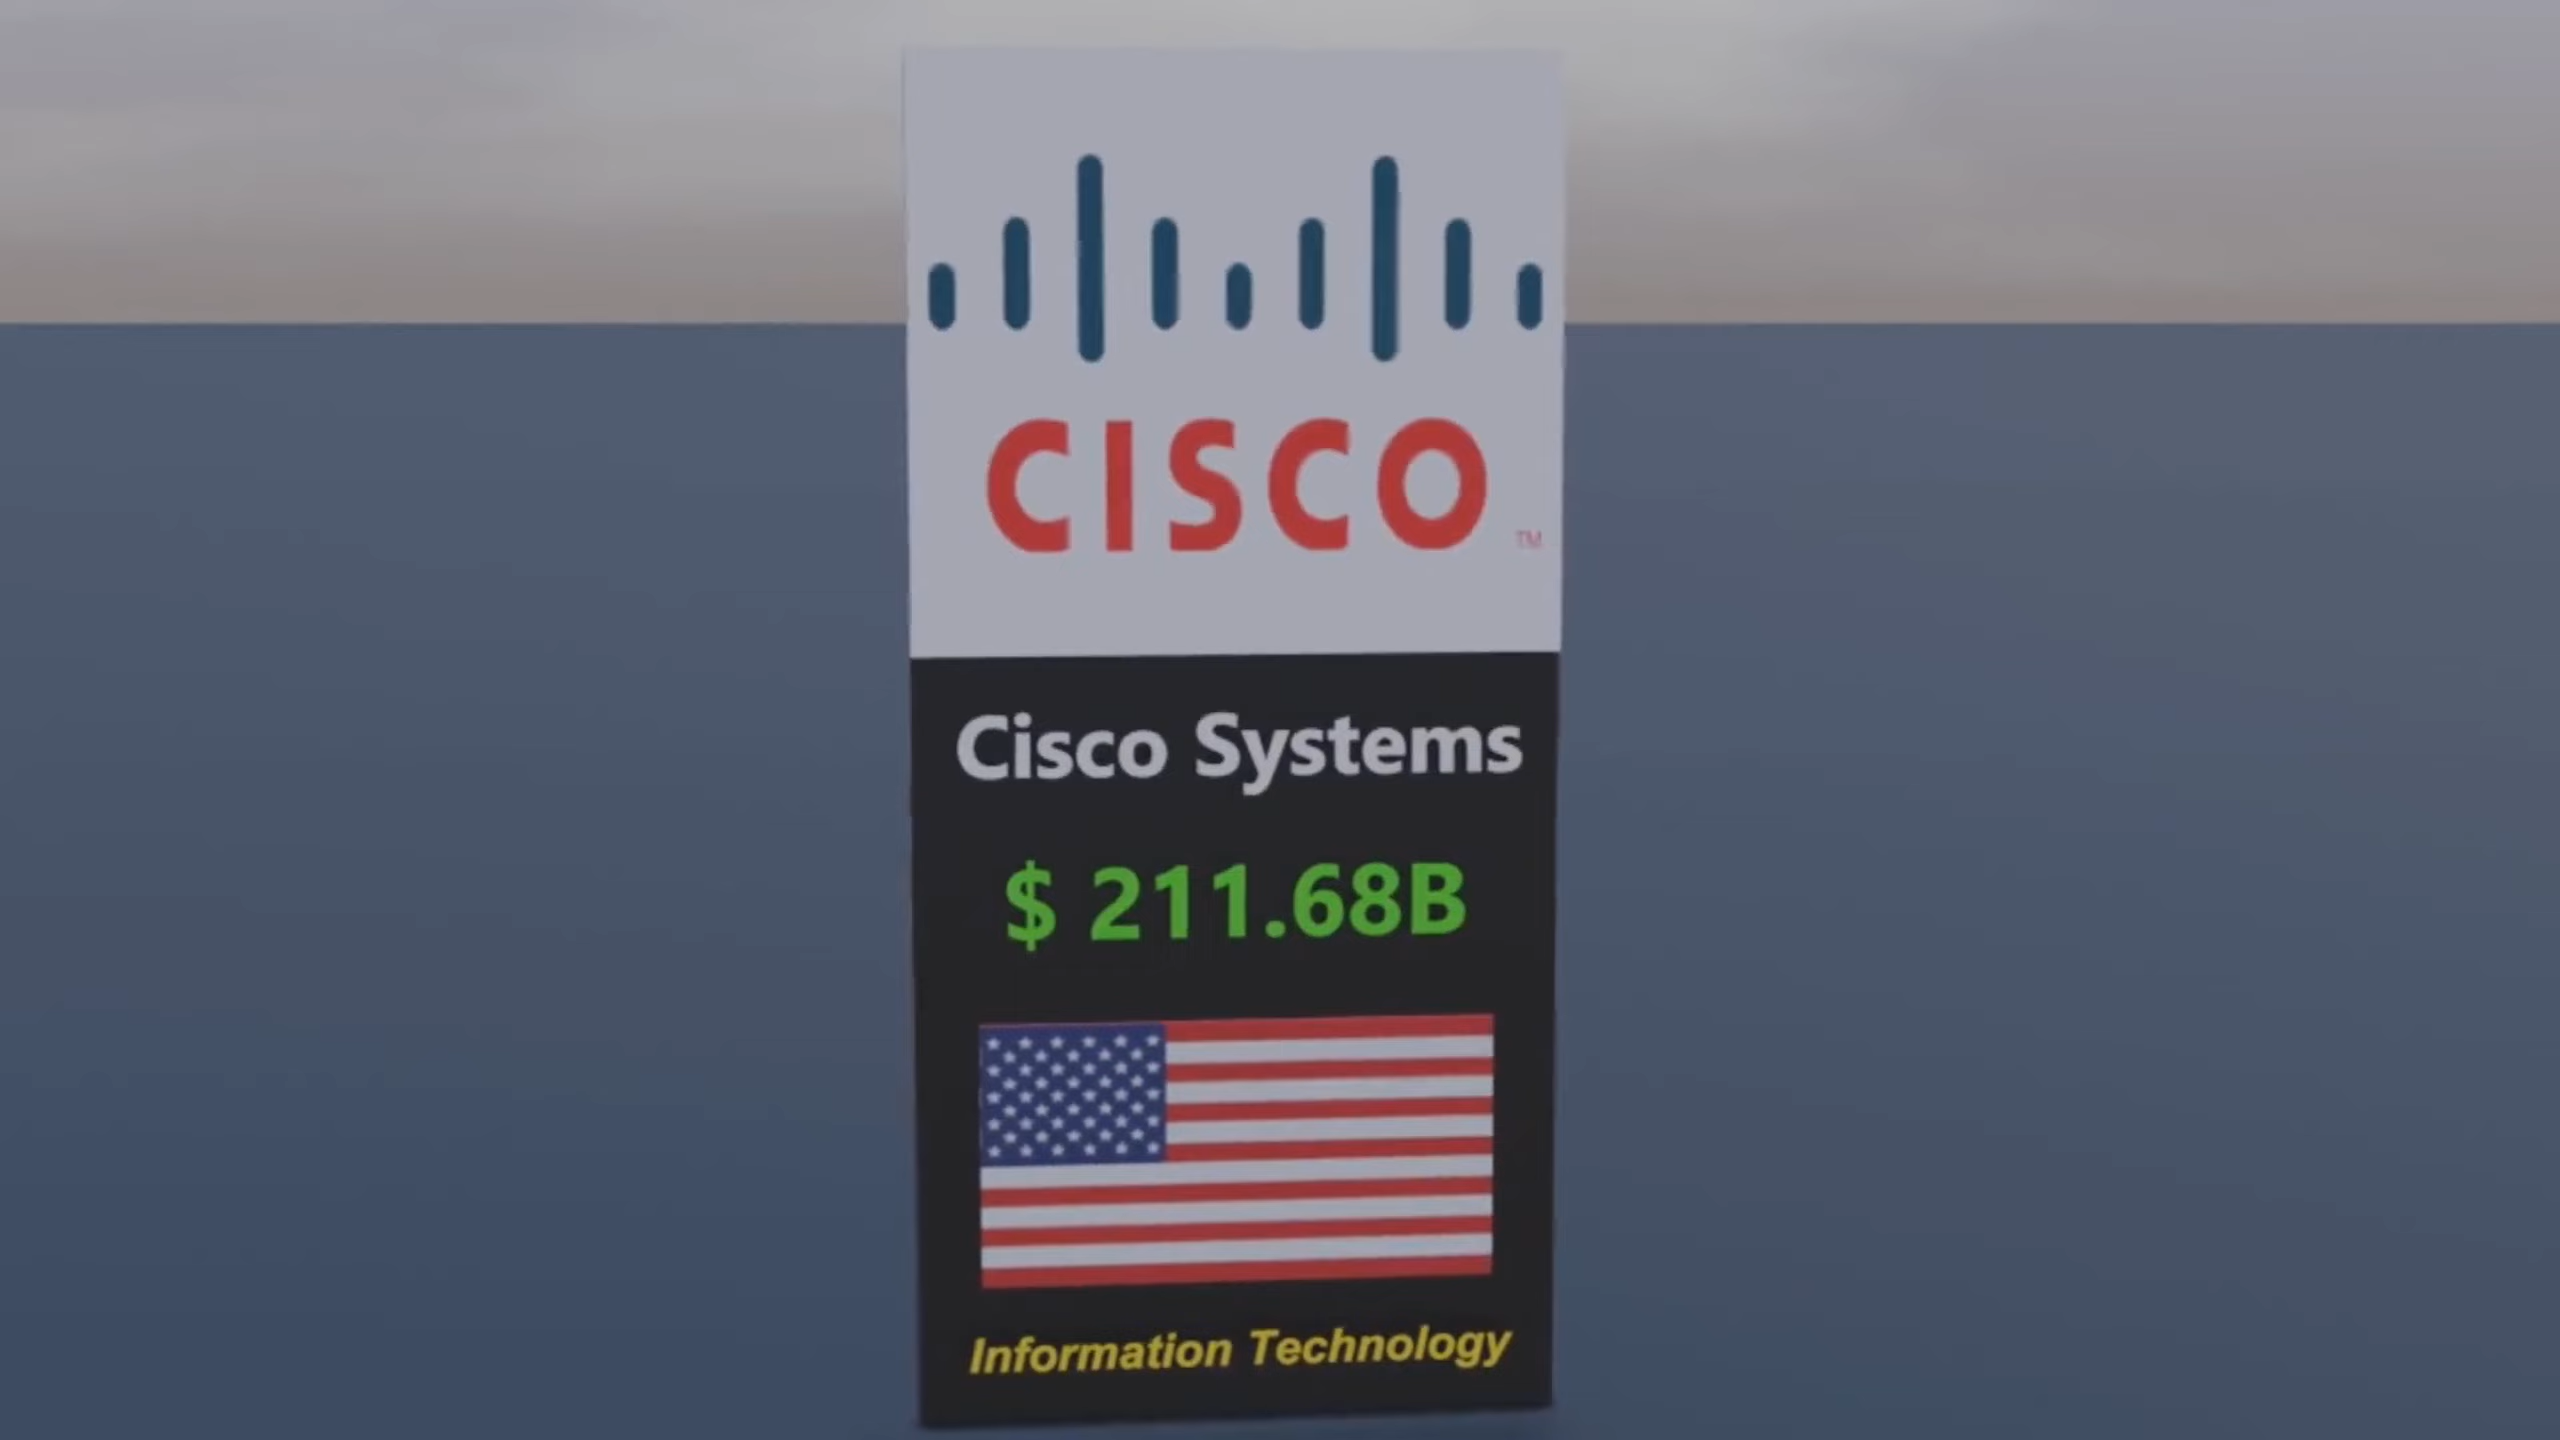 CISCO
TM
Cisco Systems
$ 211.68B
Information Technology